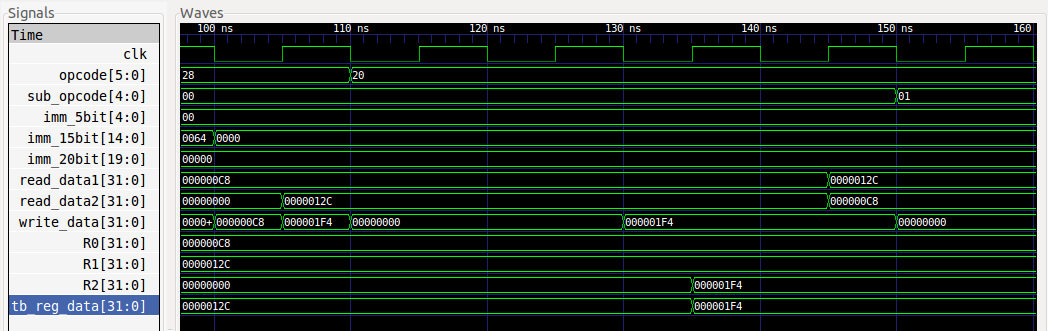 Signals Waves
Time 100 ns 110 ns 120 ns 130 ns 140 ns 150 ns 160
clk
opcode[5:0] 28 20
sub_opcode[4:0] 00 01
imm_5bit[4:0] 00
imm_15bit[14:0] 0064 0000
imm_20bit[19:0] 00000
read_data1[31:0] 000000C8 0000012C
read_data2[31:0] 00000000 0000012C 000000C8
write_data[31:0] 0000+ 000000C8 000001F4 00000000 000001F4 00000000
R0[31:0] 000000C8
R1[31:0] 0000012C
R2[31:0] 00000000 000001F4
tb_reg_data[31:0] 0000012C 000001F4